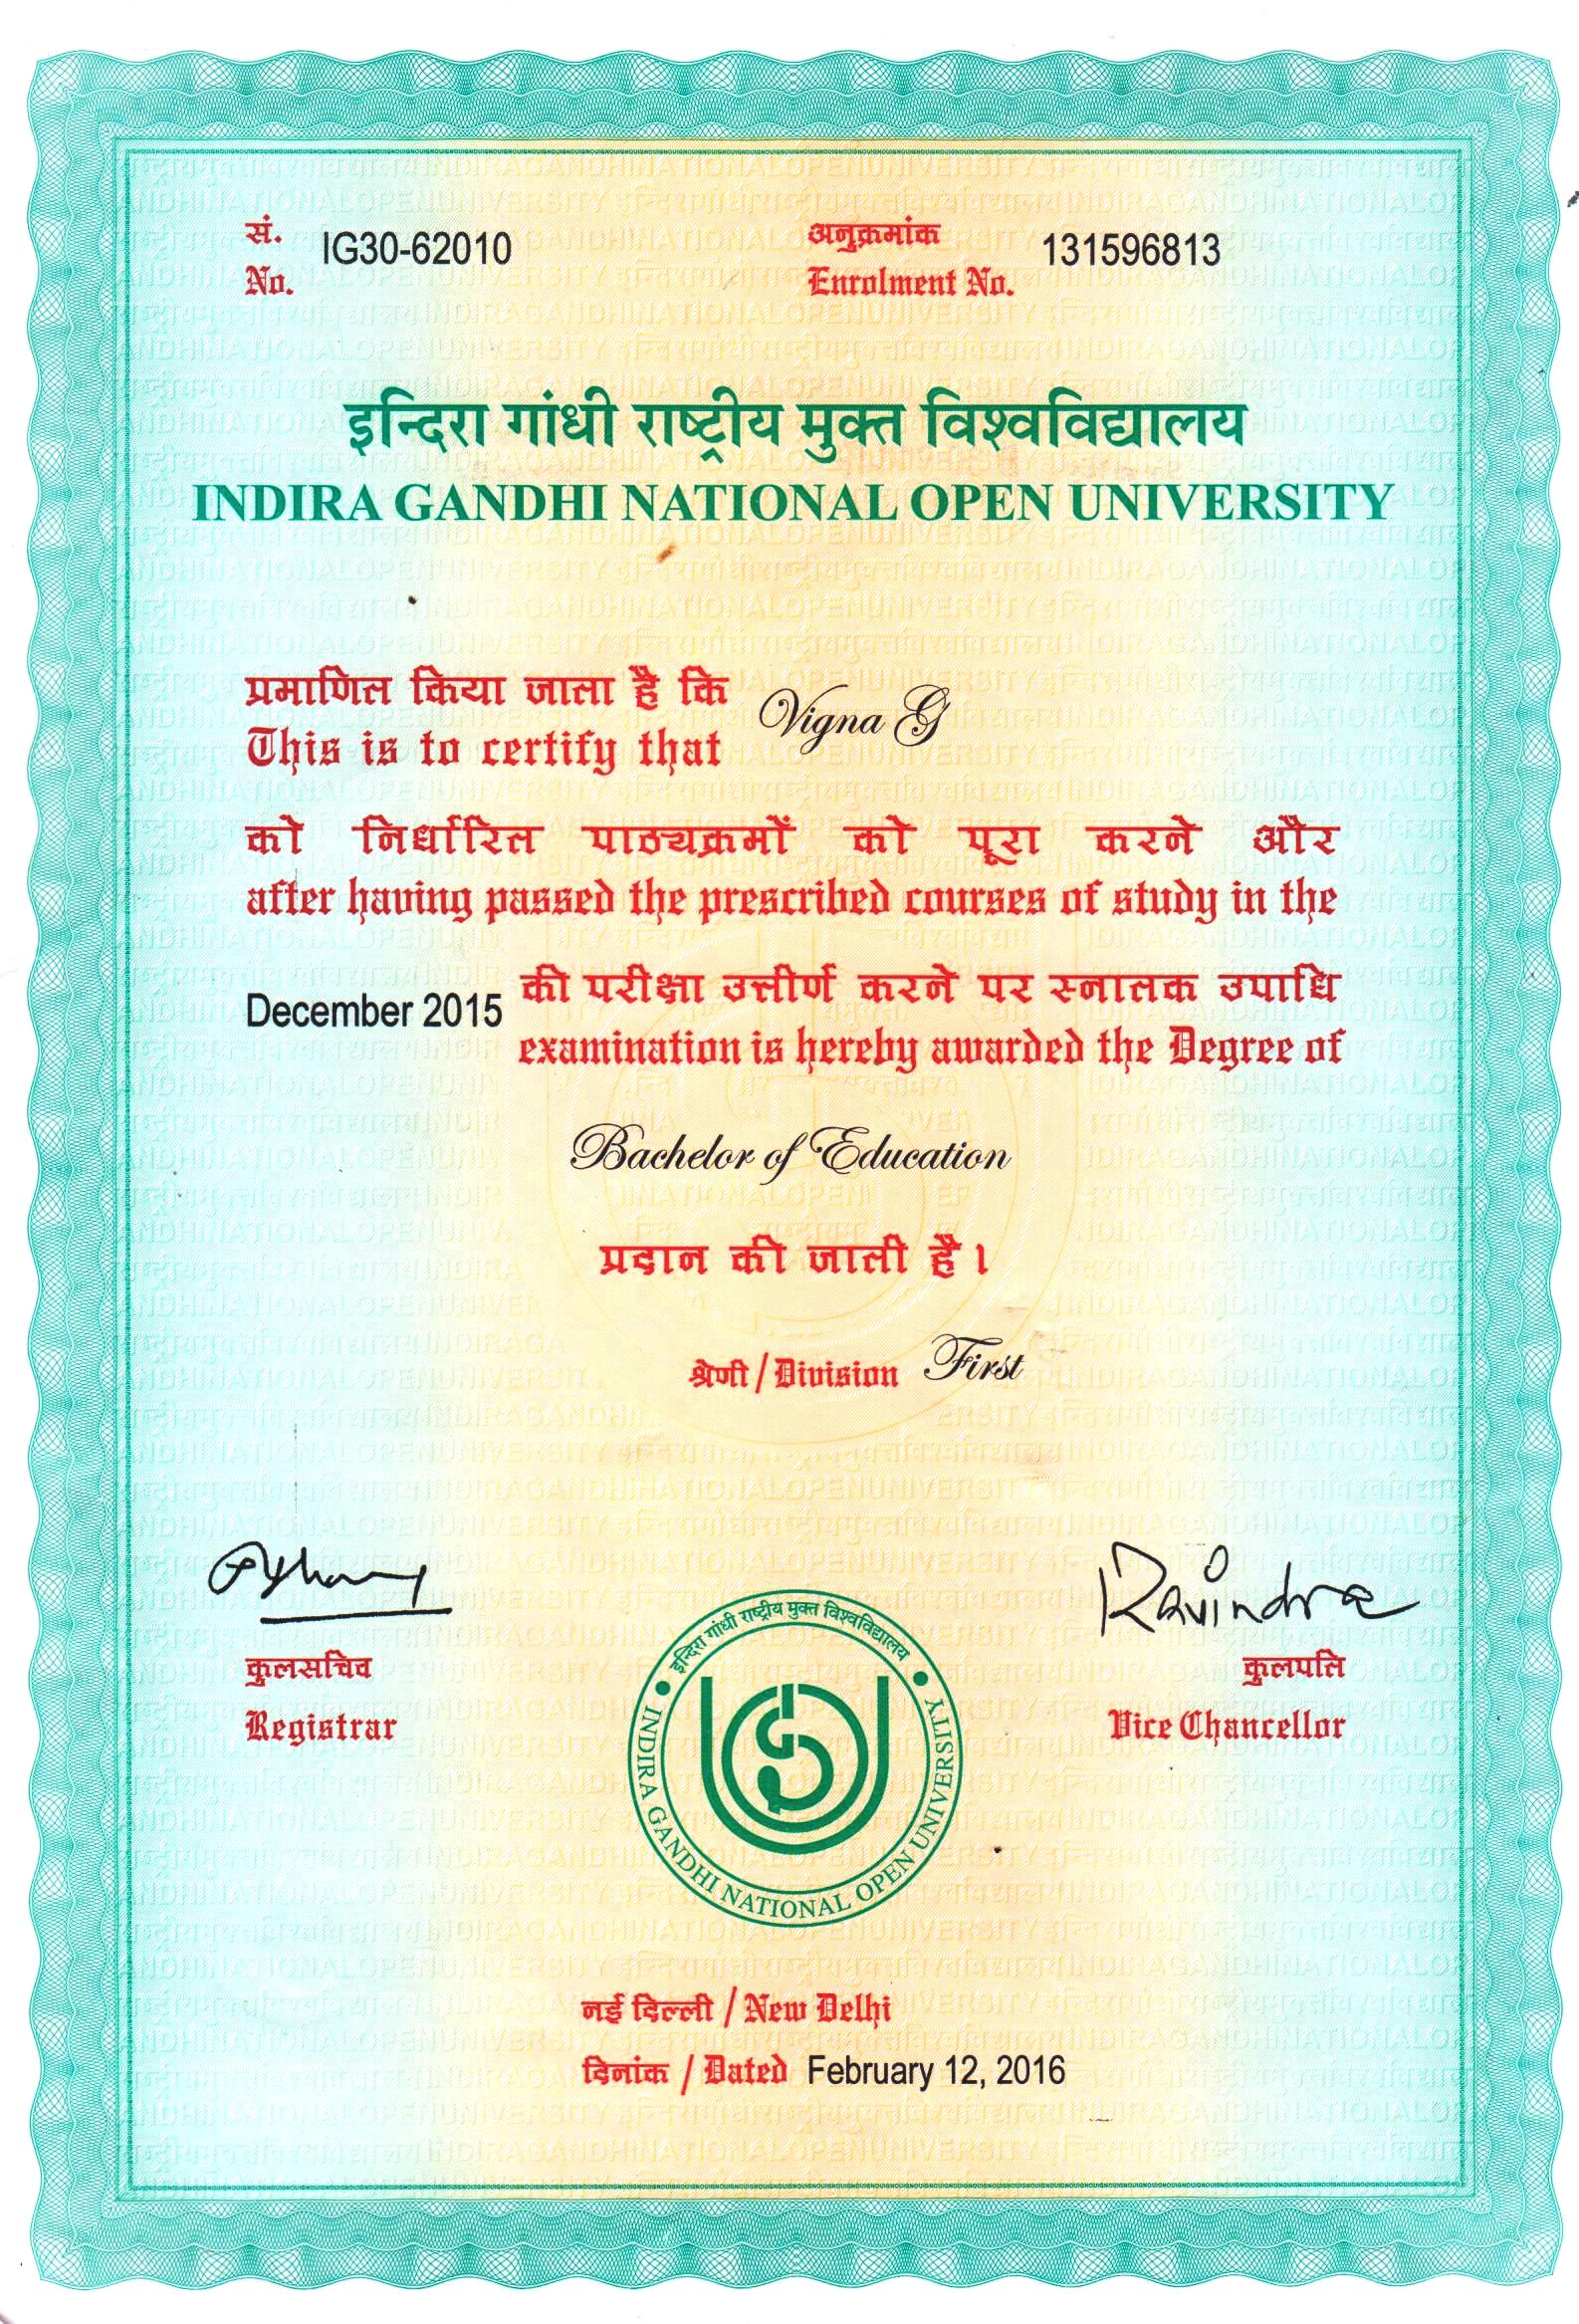 सं. IG30-62010 अनुक्रमांक 131596813
No. Enrolment No.
इन्दिरा गांधी राष्ट्रीय मुक्त विश्वविद्यालय
INDIRA GANDHI NATIONAL OPEN UNIVERSITY
प्रमाणित किया जाता है कि Vigna G
This is to certify that
को निर्धारित पाठ्यक्रमों को पूरा करने और
after having passed the prescribed courses of study in the
December 2015 की परीक्षा उत्तीर्ण करने पर स्नातक उपाधि
examination is hereby awarded the Degree of
Bachelor of Education
प्रदान की जाती है।
श्रेणी / Division First
Ravindra
कुलसचिव कुलपति
Registrar Vice Chancellor
इन्दिरा गांधी राष्ट्रीय मुक्त विश्वविद्यालय
INDIRA GANDHI NATIONAL OPEN UNIVERSITY
नई दिल्ली / New Delhi
दिनांक / Dated February 12, 2016